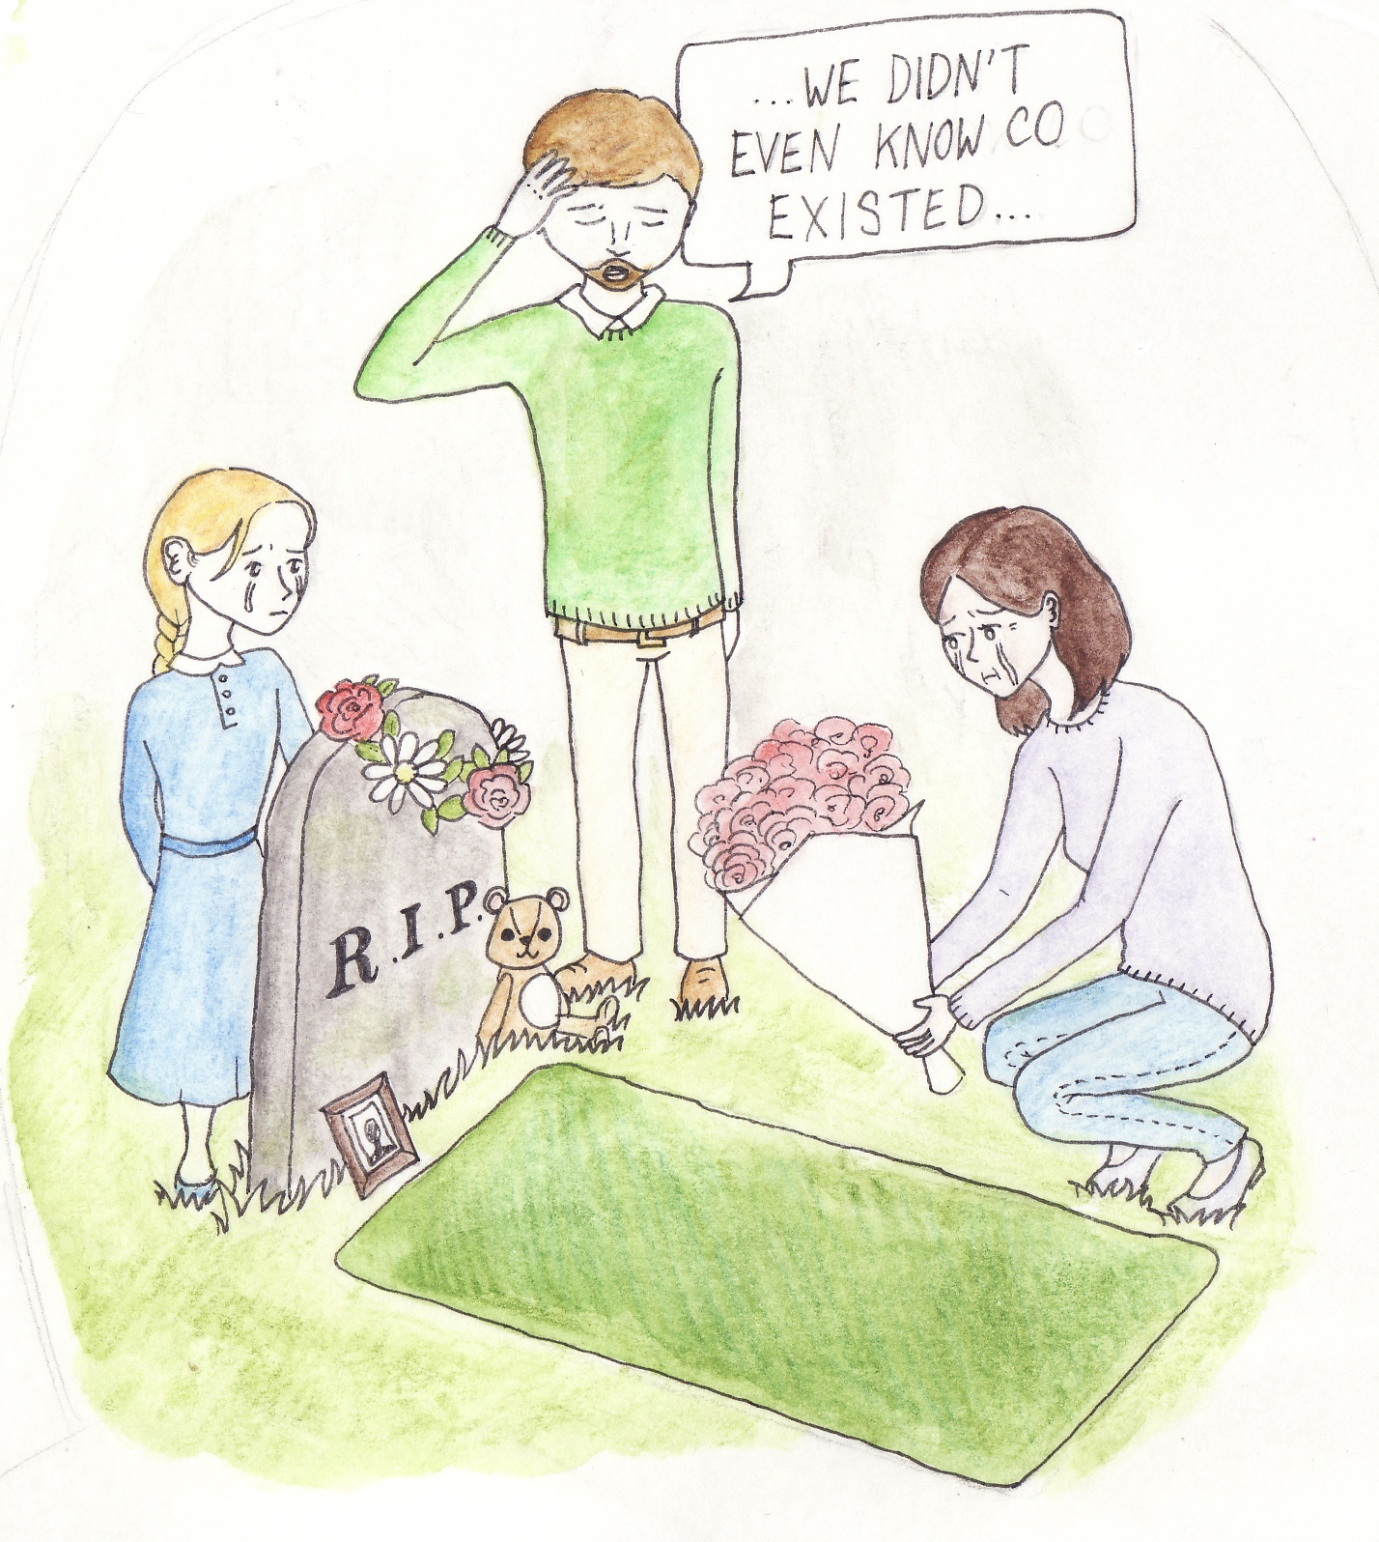 ...WE DIDN'T
EVEN KNOW CO
EXISTED...
R.I.P.